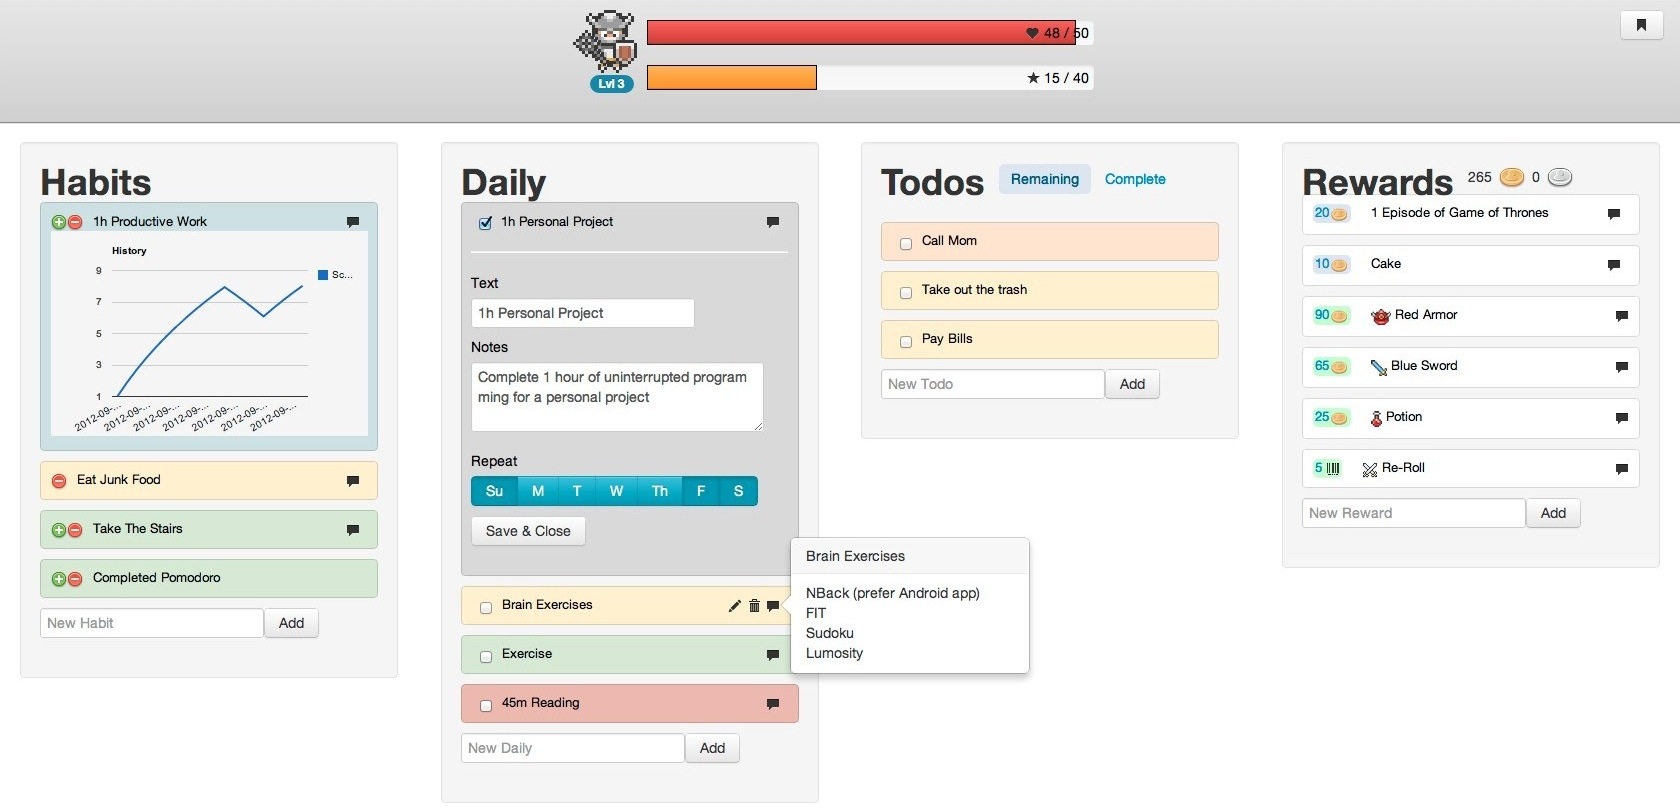 48 / 50
Lvl 3
15 / 40
Habits
1h Productive Work
History
9
7
5
3
1
Sc...
2012-09-...
2012-09-...
2012-09-...
2012-09-...
2012-09-...
2012-09-...
2012-09-...
Eat Junk Food
Take The Stairs
Completed Pomodoro
New Habit
Add
Daily
1h Personal Project
Text
1h Personal Project
Notes
Complete 1 hour of uninterrupted program
ming for a personal project
Repeat
Su M T W Th F S
Save & Close
Brain Exercises
Exercise
45m Reading
New Daily
Add
Brain Exercises
NBack (prefer Android app)
FIT
Sudoku
Lumosity
Todos
Remaining
Complete
Call Mom
Take out the trash
Pay Bills
New Todo
Add
Rewards
265
0
20 1 Episode of Game of Thrones
10 Cake
90 Red Armor
65 Blue Sword
25 Potion
5 Re-Roll
New Reward
Add